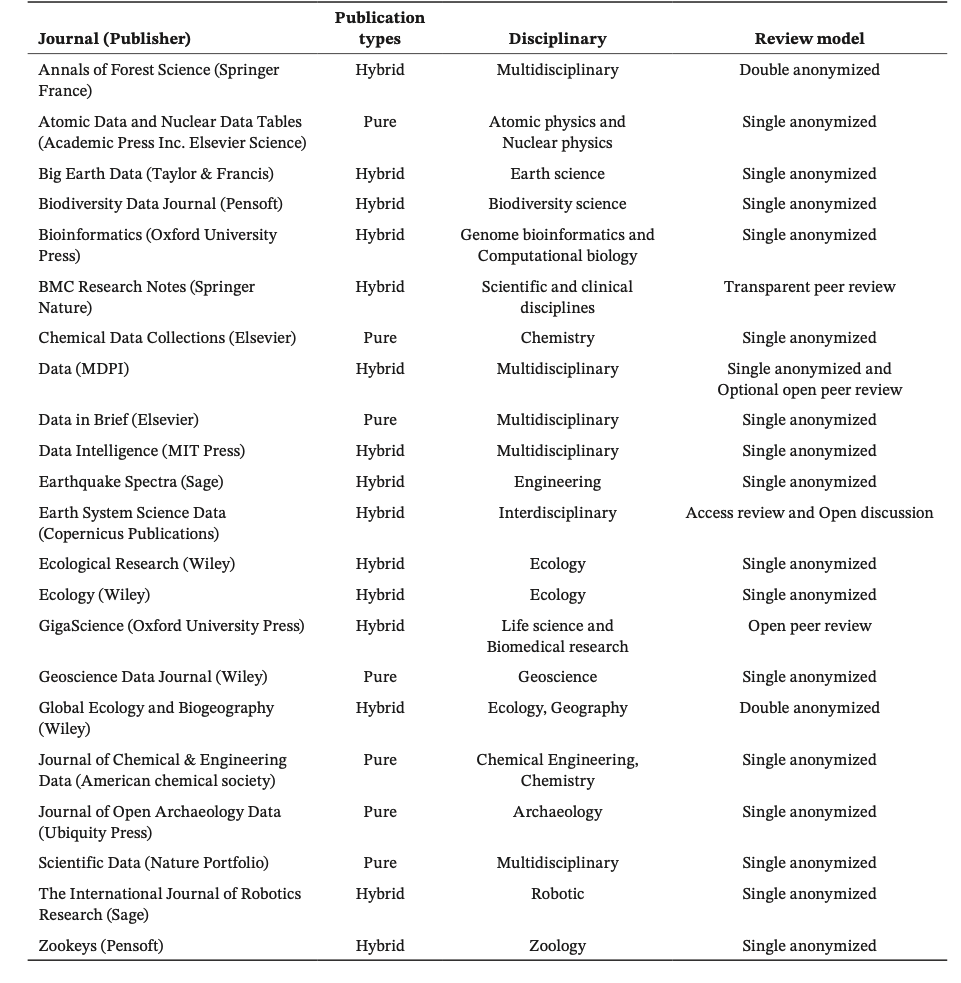 Publication
Journal (Publisher) types Disciplinary Review model
Annals of Forest Science (Springer Hybrid Multidisciplinary Double anonymized
France)
Atomic Data and Nuclear Data Tables Pure Atomic physics and Single anonymized
(Academic Press Inc. Elsevier Science) Nuclear physics
Big Earth Data (Taylor & Francis) Hybrid Earth science Single anonymized
Biodiversity Data Journal (Pensoft) Hybrid Biodiversity science Single anonymized
Bioinformatics (Oxford University Hybrid Genome bioinformatics and Single anonymized
Press) Computational biology
BMC Research Notes (Springer Hybrid Scientific and clinical Transparent peer review
Nature) disciplines
Chemical Data Collections (Elsevier) Pure Chemistry Single anonymized
Data (MDPI) Hybrid Multidisciplinary Single anonymized and
Optional open peer review
Data in Brief (Elsevier) Pure Multidisciplinary Single anonymized
Data Intelligence (MIT Press) Hybrid Multidisciplinary Single anonymized
Earthquake Spectra (Sage) Hybrid Engineering Single anonymized
Earth System Science Data Hybrid Interdisciplinary Access review and Open discussion
(Copernicus Publications)
Ecological Research (Wiley) Hybrid Ecology Single anonymized
Ecology (Wiley) Hybrid Ecology Single anonymized
GigaScience (Oxford University Press) Hybrid Life science and Open peer review
Biomedical research
Geoscience Data Journal (Wiley) Pure Geoscience Single anonymized
Global Ecology and Biogeography Hybrid Ecology, Geography Double anonymized
(Wiley)
Journal of Chemical & Engineering Pure Chemical Engineering, Single anonymized
Data (American chemical society) Chemistry
Journal of Open Archaeology Data Pure Archaeology Single anonymized
(Ubiquity Press)
Scientific Data (Nature Portfolio) Pure Multidisciplinary Single anonymized
The International Journal of Robotics Hybrid Robotic Single anonymized
Research (Sage)
Zookeys (Pensoft) Hybrid Zoology Single anonymized